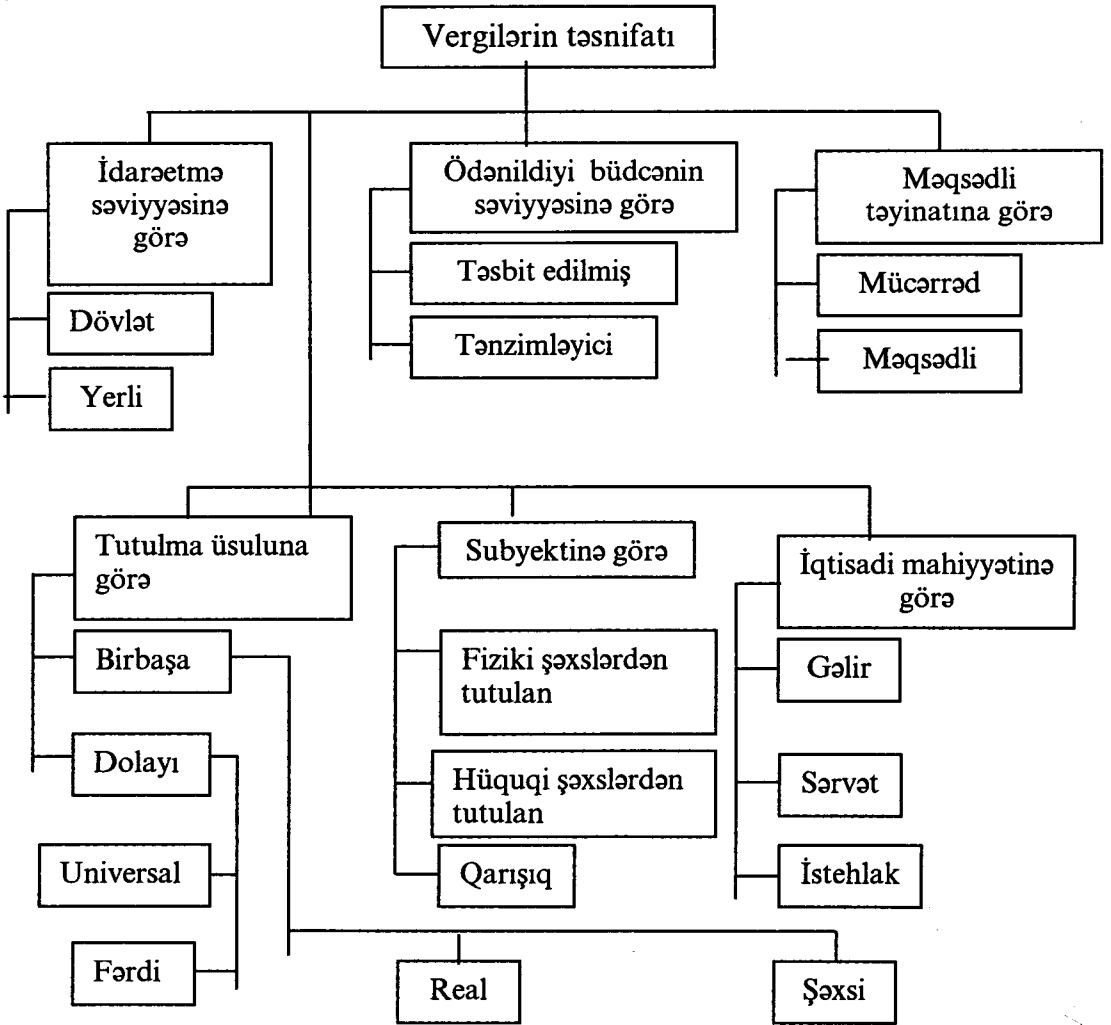 Vergilərin təsnifatı
İdarəetmə
səviyyəsinə
görə
Dövlət
Yerli
Ödənildiyi büdcənin
səviyyəsinə görə
Təsbit edilmiş
Tənzimləyici
Məqsədli
təyinatına görə
Mücərrəd
Məqsədli
Tutulma üsuluna
görə
Birbaşa
Dolayı
Universal
Fərdi
Subyektinə görə
Fiziki şəxslərdən
tutulan
Hüquqi şəxslərdən
tutulan
Qarışıq
İqtisadi mahiyyətinə
görə
Gəlir
Sərvət
İstehlak
Real
Şəxsi